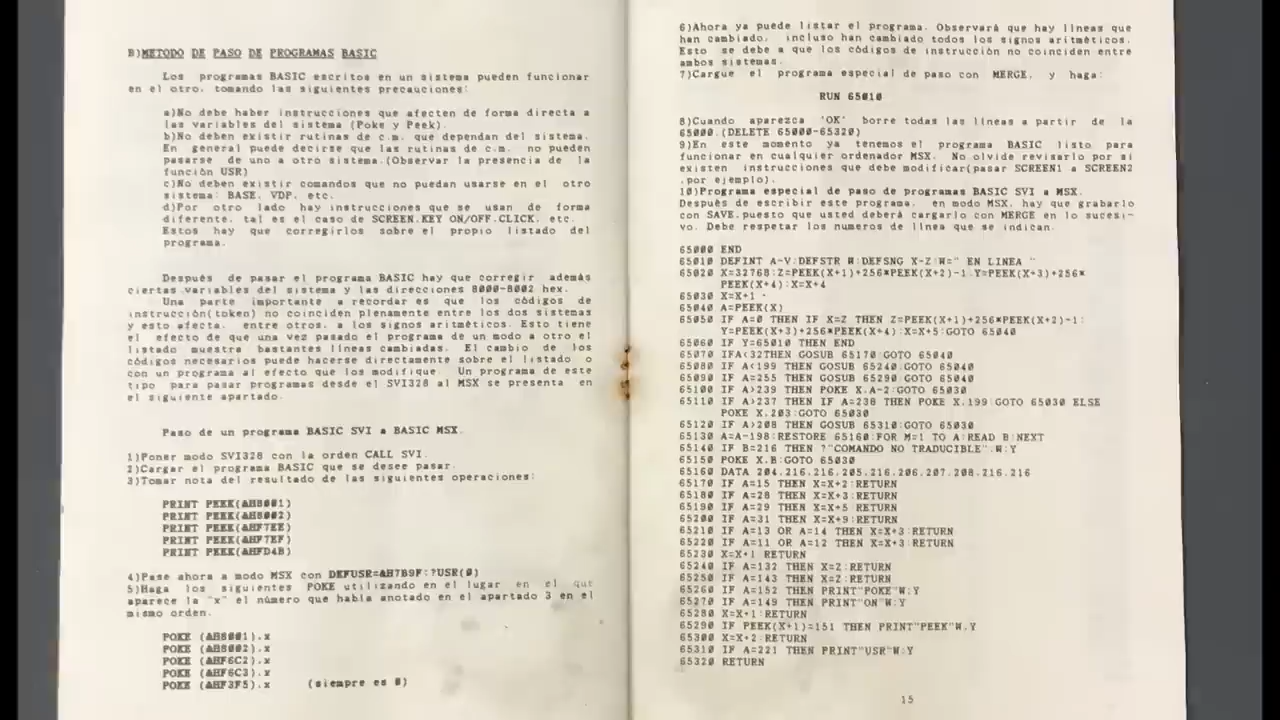 B)METODO DE PASO DE PROGRAMAS BASIC
Los programas BASIC escritos en un sistema pueden funcionar
en el otro, tomando las siguientes precauciones:
a)No debe haber instrucciones que afecten de forma directa a
las variables del sistema (Poke y Peek).
b)No deben existir rutinas de c.m. que dependan del sistema.
En general puede decirse que las rutinas de c.m. no pueden
pasarse de uno a otro sistema.(Observar la presencia de la
función USR)
c)No deben existir comandos que no puedan usarse en el otro
sistema: BASE, VDP, etc.
d)Por otro lado hay instrucciones que se usan de forma
diferente, tal es el caso de SCREEN,KEY ON/OFF,CLICK, etc.
Estos hay que corregirlos sobre el propio listado del
programa.
Después de pasar el programa BASIC hay que corregir además
ciertas variables del sistema y las direcciones 8000-8002 hex.
Una parte importante a recordar es que los códigos de
instrucción(token) no coinciden plenamente entre los dos sistemas
y esto afecta, entre otros, a los signos aritméticos. Esto tiene
el efecto de que una vez pasado el programa de un modo a otro el
listado muestra bastantes líneas cambiadas. El cambio de los
códigos necesarios puede hacerse directamente sobre el listado o
con un programa al efecto que los modifique. Un programa de este
tipo para pasar programas desde el SVI328 al MSX se presenta en
el siguiente apartado.
Paso de un programa BASIC SVI a BASIC MSX.
1)Poner modo SVI328 con la orden CALL SVI.
2)Cargar el programa BASIC que se desee pasar.
3)Tomar nota del resultado de las siguientes operaciones:
PRINT PEEK(&H8001)
PRINT PEEK(&H8002)
PRINT PEEK(&HF7EE)
PRINT PEEK(&HF7EF)
PRINT PEEK(&HFD4B)
4)Pase ahora a modo MSX con DEFUSR=&H7B9F:?USR(0)
5)Haga los siguientes POKE utilizando en el lugar en el que
aparece la "x" el número que había anotado en el apartado 3 en el
mismo orden.
POKE (&H8001),x
POKE (&H8002),x
POKE (&HF6C2),x
POKE (&HF6C3),x
POKE (&HF3F5),x (siempre es 0)
6)Ahora ya puede listar el programa. Observará que hay líneas que
han cambiado, incluso han cambiado todos los signos aritméticos.
Esto se debe a que los códigos de instrucción no coinciden entre
ambos sistemas.
7)Cargue el programa especial de paso con MERGE, y haga:
RUN 65010
8)Cuando aparezca 'OK' borre todas las líneas a partir de la
65000.(DELETE 65000-65320)
9)En este momento ya tenemos el programa BASIC listo para
funcionar en cualquier ordenador MSX. No olvide revisarlo por si
existen instrucciones que debe modificar(pasar SCREEN1 a SCREEN2
,por ejemplo).
10)Programa especial de paso de programas BASIC SVI a MSX.
Después de escribir este programa, en modo MSX, hay que grabarlo
con SAVE,puesto que usted deberá cargarlo con MERGE en lo sucesi-
vo. Debe respetar los numeros de línea que se indican.
65000 END
65010 DEFINT A-V:DEFSTR W:DEFSNG X-Z:W=" EN LINEA "
65020 X=32768:Z=PEEK(X+1)+256*PEEK(X+2)-1:Y=PEEK(X+3)+256*
PEEK(X+4):X=X+4
65030 X=X+1
65040 A=PEEK(X)
65050 IF A=0 THEN IF X=Z THEN Z=PEEK(X+1)+256*PEEK(X+2)-1:
Y=PEEK(X+3)+256*PEEK(X+4):X=X+5:GOTO 65040
65060 IF Y=65010 THEN END
65070 IFA<32THEN GOSUB 65170:GOTO 65040
65080 IF A<199 THEN GOSUB 65240:GOTO 65040
65090 IF A=255 THEN GOSUB 65290:GOTO 65040
65100 IF A>239 THEN POKE X,A-2:GOTO 65030
65110 IF A>237 THEN IF A=238 THEN POKE X,199:GOTO 65030 ELSE
POKE X,203:GOTO 65030
65120 IF A>208 THEN GOSUB 65310:GOTO 65030
65130 A=A-198:RESTORE 65160:FOR M=1 TO A:READ B:NEXT
65140 IF B=216 THEN ?"COMANDO NO TRADUCIBLE",W;Y
65150 POKE X,B:GOTO 65030
65160 DATA 204,216,216,205,216,206,207,208,216,216
65170 IF A=15 THEN X=X+2:RETURN
65180 IF A=28 THEN X=X+3:RETURN
65190 IF A=29 THEN X=X+5 RETURN
65200 IF A=31 THEN X=X+9:RETURN
65210 IF A=13 OR A=14 THEN X=X+3:RETURN
65220 IF A=11 OR A=12 THEN X=X+3:RETURN
65230 X=X+1 RETURN
65240 IF A=132 THEN X=Z:RETURN
65250 IF A=143 THEN X=Z:RETURN
65260 IF A=152 THEN PRINT"POKE"W;Y
65270 IF A=149 THEN PRINT"ON"W;Y
65280 X=X+1:RETURN
65290 IF PEEK(X+1)=151 THEN PRINT"PEEK"W;Y
65300 X=X+2:RETURN
65310 IF A=221 THEN PRINT"USR"W;Y
65320 RETURN
15